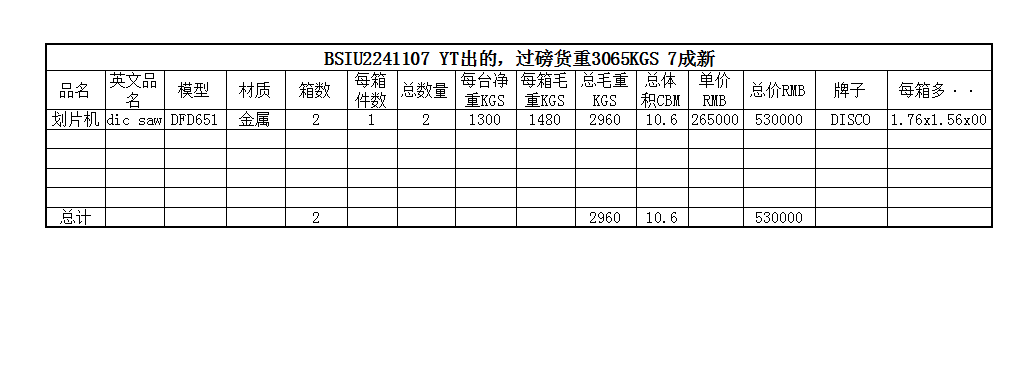 BSIU2241107 YT出的，过磅货重3065KGS 7成新
品名 英文品名 模型 材质 箱数 每箱件数 总数量 每台净重KGS 每箱毛重KGS 总毛重KGS 总体积CBM 单价RMB 总价RMB 牌子 每箱多··
划片机 dic saw DFD651 金属 2 1 2 1300 1480 2960 10.6 265000 530000 DISCO 1.76x1.56x00
总计 2 2960 10.6 530000